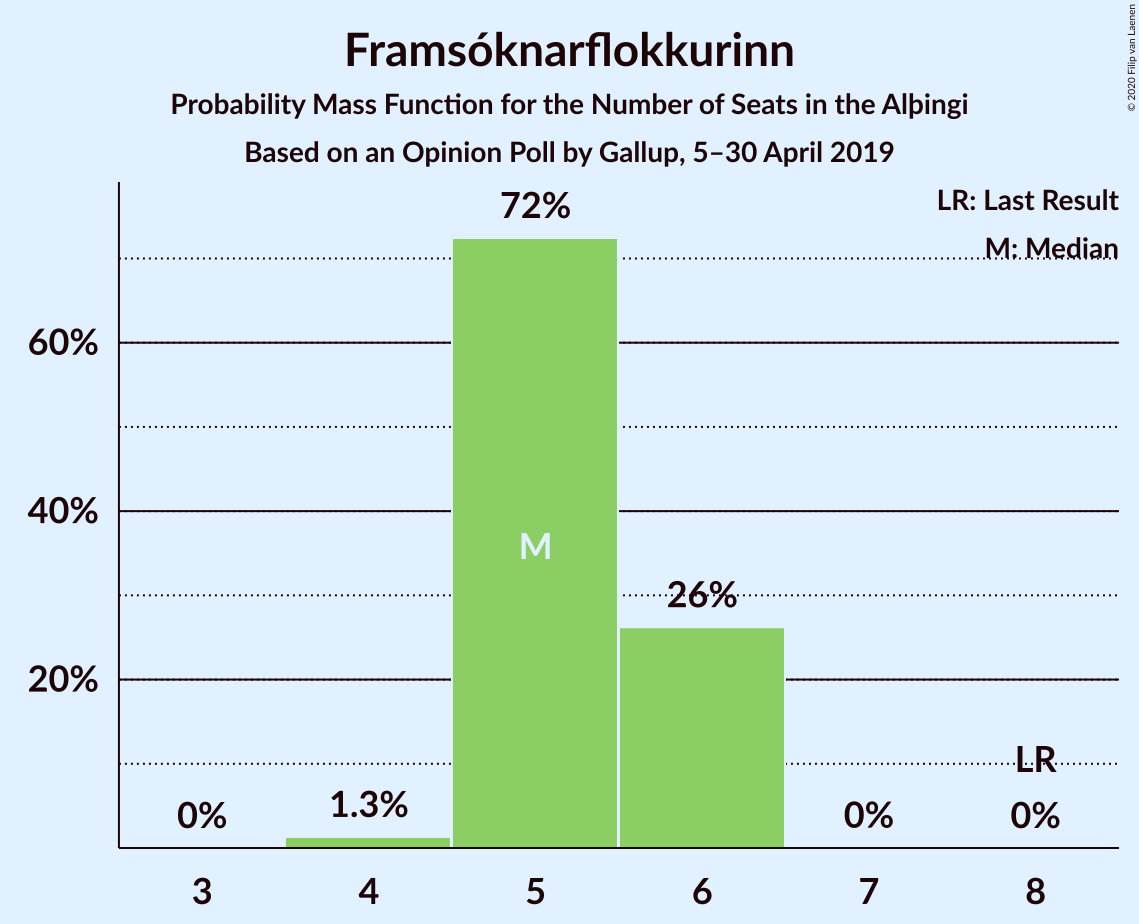 Framsóknarflokkurinn
Probability Mass Function for the Number of Seats in the Alþingi
Based on an Opinion Poll by Gallup, 5–30 April 2019
© 2020 Filip van Laenen
LR: Last Result
M: Median
60%
40%
20%
0%
1.3%
72%
M
26%
0%
LR
0%
3
4
5
6
7
8